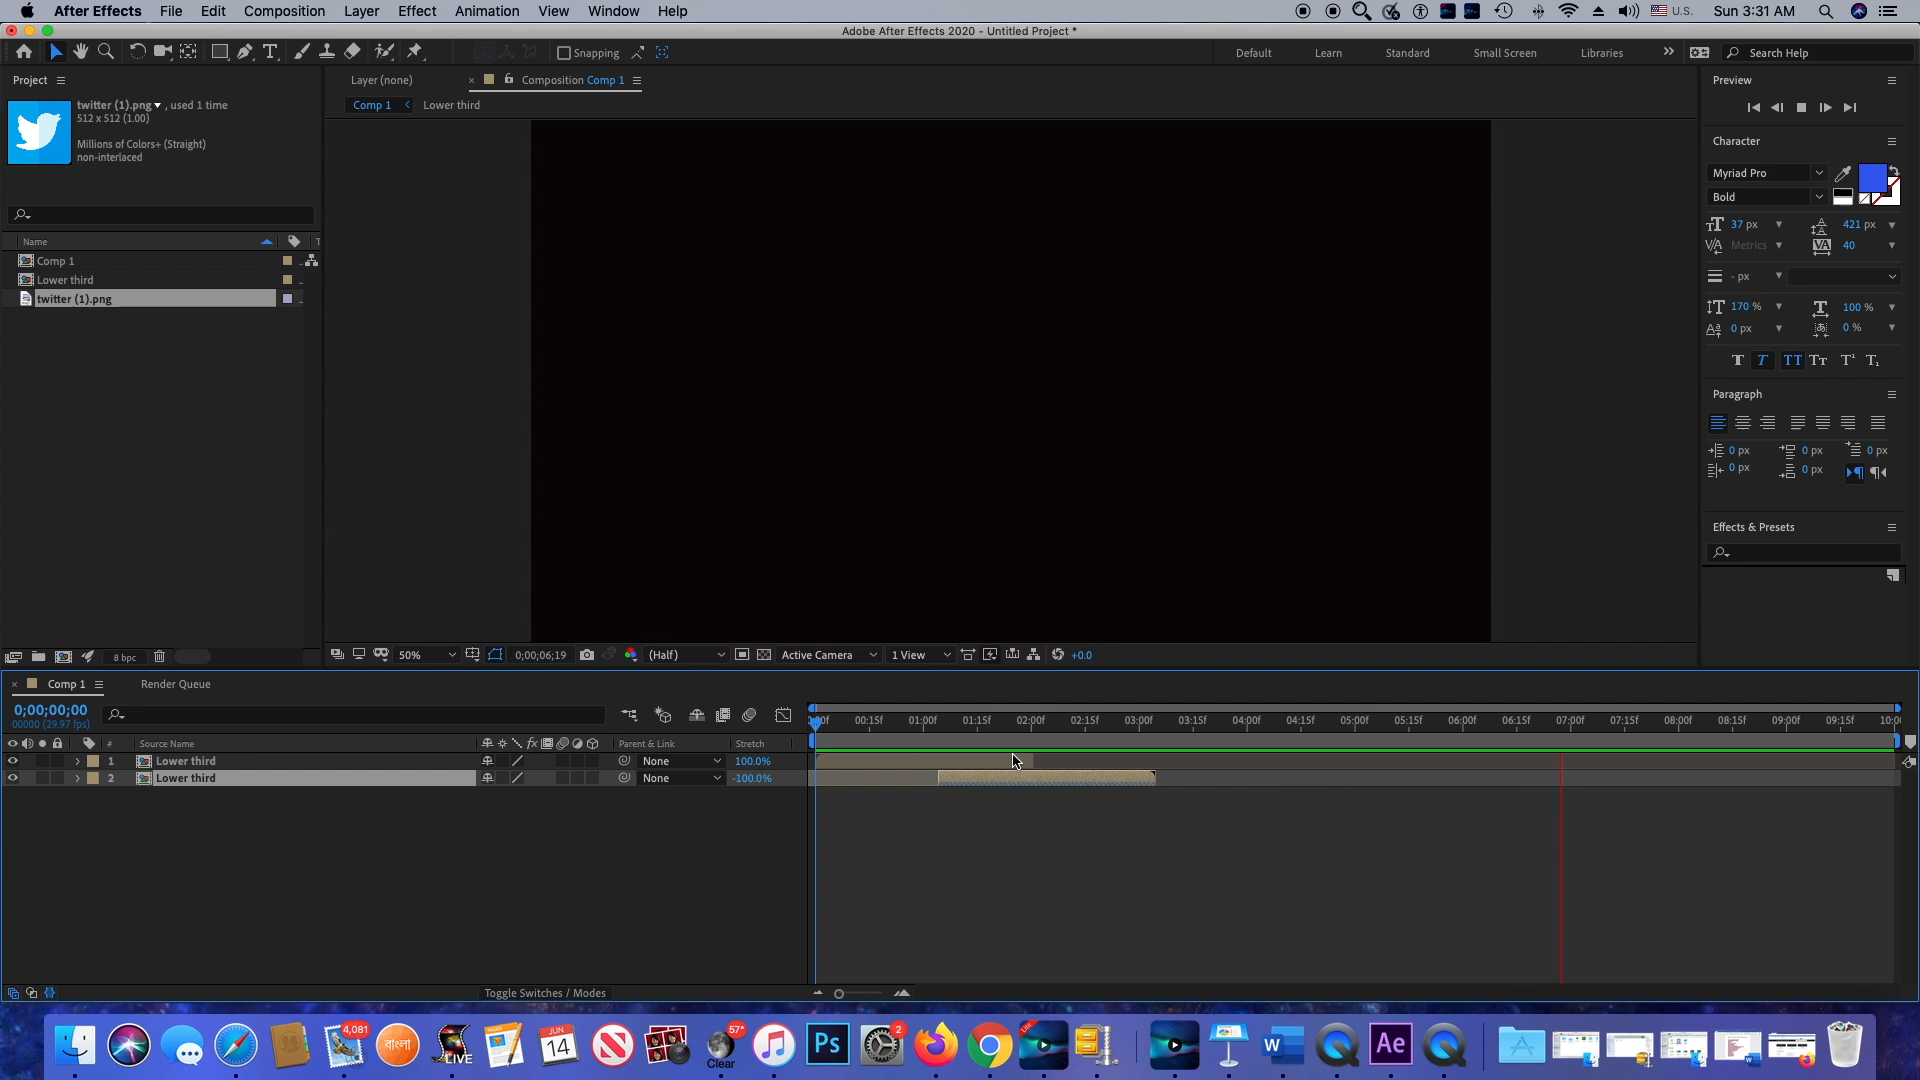 After Effects File Edit Composition Layer Effect Animation View Window Help U.S. Sun 3:31 AM
Adobe After Effects 2020 - Untitled Project *
Snapping Default Learn Standard Small Screen Libraries Search Help
Project Layer (none) Composition Comp 1 Preview
twitter (1).png , used 1 time Comp 1 Lower third
512 x 512 (1.00)
Millions of Colors+ (Straight)
non-interlaced
Character
Myriad Pro
Bold
37 px 421 px
Metrics 40
- px
170 % 100 %
0 px 0 %
Name
Comp 1
Lower third
twitter (1).png
Paragraph
0 px 0 px 0 px
0 px 0 px
Effects & Presets
8 bpc 50% 0;00;06;19 (Half) Active Camera 1 View +0.0
Comp 1 Render Queue
0;00;00;00
00000 (29.97 fps)
00:15f 01:00f 01:15f 02:00f 02:15f 03:00f 03:15f 04:00f 04:15f 05:00f 05:15f 06:00f 06:15f 07:00f 07:15f 08:00f 08:15f 09:00f 09:15f
# Source Name fx Parent & Link Stretch
1 Lower third None 100.0%
2 Lower third None -100.0%
Toggle Switches / Modes
4,081 বাংলা LIVE JUN 14 57° Clear Ps 2 Lite W Ae